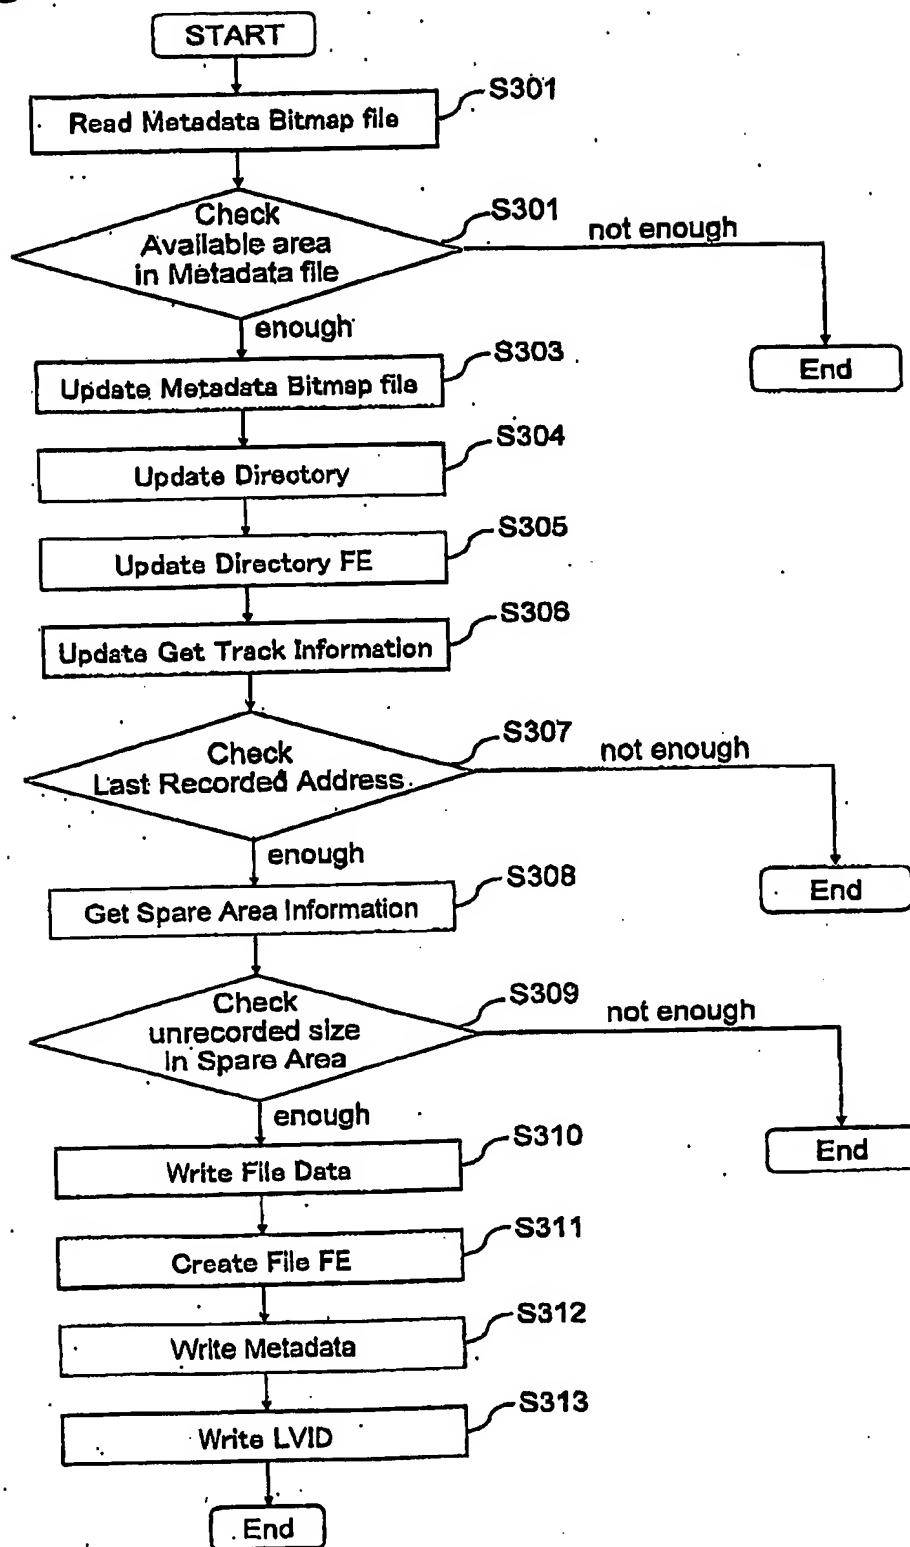 START
S301
Read Metadata Bitmap file
S301
Check
Available area
in Metadata file
not enough
enough
End
S303
Update Metadata Bitmap file
S304
Update Directory
S305
Update Directory FE
S306
Update Get Track Information
S307
Check
Last Recorded Address
not enough
enough
End
S308
Get Spare Area Information
S309
Check
unrecorded size
in Spare Area
not enough
enough
End
S310
Write File Data
S311
Create File FE
S312
Write Metadata
S313
Write LVID
End